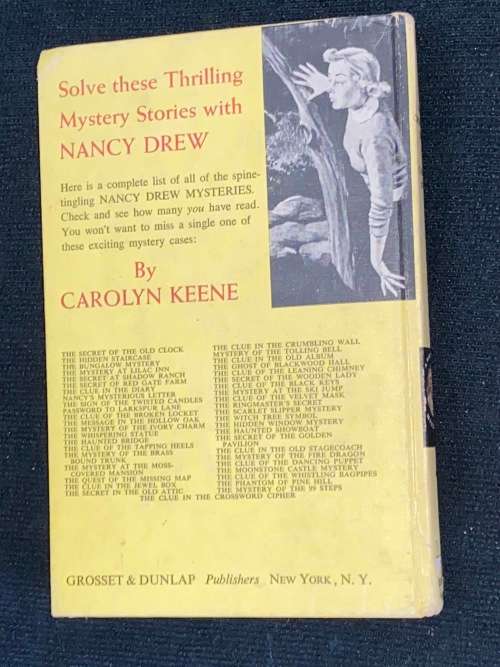 Solve these Thrilling
Mystery Stories with
NANCY DREW
Here is a complete list of all of the spine-
tingling NANCY DREW MYSTERIES.
Check and see how many you have read.
You won't want to miss a single one of
these exciting mystery cases:
By
CAROLYN KEENE
THE SECRET OF THE OLD CLOCK
THE HIDDEN STAIRCASE
THE BUNGALOW MYSTERY
THE MYSTERY AT LILAC INN
THE SECRET AT SHADOW RANCH
THE SECRET OF RED GATE FARM
THE CLUE IN THE DIARY
NANCY'S MYSTERIOUS LETTER
THE SIGN OF THE TWISTED CANDLES
PASSWORD TO LARKSPUR LANE
THE CLUE OF THE BROKEN LOCKET
THE MESSAGE IN THE HOLLOW OAK
THE MYSTERY OF THE IVORY CHARM
THE WHISPERING STATUE
THE HAUNTED BRIDGE
THE CLUE OF THE TAPPING HEELS
THE MYSTERY OF THE BRASS
BOUND TRUNK
THE MYSTERY AT THE MOSS-
COVERED MANSION
THE QUEST OF THE MISSING MAP
THE CLUE IN THE JEWEL BOX
THE SECRET IN THE OLD ATTIC
THE CLUE IN THE CRUMBLING WALL
MYSTERY OF THE TOLLING BELL
THE CLUE IN THE OLD ALBUM
THE GHOST OF BLACKWOOD HALL
THE CLUE OF THE LEANING CHIMNEY
THE SECRET OF THE WOODEN LADY
THE CLUE OF THE BLACK KEYS
THE MYSTERY AT THE SKI JUMP
THE CLUE OF THE VELVET MASK
THE RINGMASTER'S SECRET
THE SCARLET SLIPPER MYSTERY
THE WITCH TREE SYMBOL
THE HIDDEN WINDOW MYSTERY
THE HAUNTED SHOWBOAT
THE SECRET OF THE GOLDEN
PAVILION
THE CLUE IN THE OLD STAGECOACH
THE MYSTERY OF THE FIRE DRAGON
THE CLUE OF THE DANCING PUPPET
THE MOONSTONE CASTLE MYSTERY
THE CLUE OF THE WHISTLING BAGPIPES
THE PHANTOM OF PINE HILL
THE MYSTERY OF THE 99 STEPS
THE CLUE IN THE CROSSWORD CIPHER
GROSSET & DUNLAP Publishers NEW YORK, N. Y.